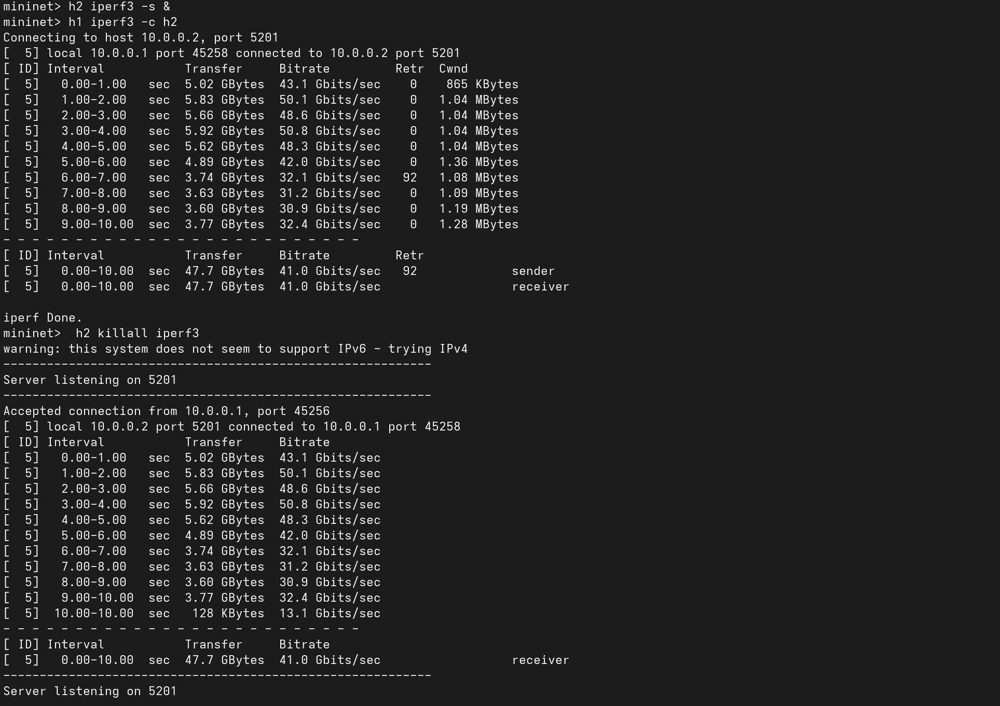 mininet> h2 iperf3 -s &
mininet> h1 iperf3 -c h2
Connecting to host 10.0.0.2, port 5201
[  5] local 10.0.0.1 port 45258 connected to 10.0.0.2 port 5201
[ ID] Interval           Transfer     Bitrate         Retr  Cwnd
[  5]   0.00-1.00   sec  5.02 GBytes  43.1 Gbits/sec    0    865 KBytes
[  5]   1.00-2.00   sec  5.83 GBytes  50.1 Gbits/sec    0   1.04 MBytes
[  5]   2.00-3.00   sec  5.66 GBytes  48.6 Gbits/sec    0   1.04 MBytes
[  5]   3.00-4.00   sec  5.92 GBytes  50.8 Gbits/sec    0   1.04 MBytes
[  5]   4.00-5.00   sec  5.62 GBytes  48.3 Gbits/sec    0   1.04 MBytes
[  5]   5.00-6.00   sec  4.89 GBytes  42.0 Gbits/sec    0   1.36 MBytes
[  5]   6.00-7.00   sec  3.74 GBytes  32.1 Gbits/sec   92   1.08 MBytes
[  5]   7.00-8.00   sec  3.63 GBytes  31.2 Gbits/sec    0   1.09 MBytes
[  5]   8.00-9.00   sec  3.60 GBytes  30.9 Gbits/sec    0   1.19 MBytes
[  5]   9.00-10.00  sec  3.77 GBytes  32.4 Gbits/sec    0   1.28 MBytes
- - - - - - - - - - - - - - - - - - - - - - - - -
[ ID] Interval           Transfer     Bitrate         Retr
[  5]   0.00-10.00  sec  47.7 GBytes  41.0 Gbits/sec   92             sender
[  5]   0.00-10.00  sec  47.7 GBytes  41.0 Gbits/sec                  receiver

iperf Done.
mininet>  h2 killall iperf3
warning: this system does not seem to support IPv6 - trying IPv4
-----------------------------------------------------------
Server listening on 5201
-----------------------------------------------------------
Accepted connection from 10.0.0.1, port 45256
[  5] local 10.0.0.2 port 5201 connected to 10.0.0.1 port 45258
[ ID] Interval           Transfer     Bitrate
[  5]   0.00-1.00   sec  5.02 GBytes  43.1 Gbits/sec
[  5]   1.00-2.00   sec  5.83 GBytes  50.1 Gbits/sec
[  5]   2.00-3.00   sec  5.66 GBytes  48.6 Gbits/sec
[  5]   3.00-4.00   sec  5.92 GBytes  50.8 Gbits/sec
[  5]   4.00-5.00   sec  5.62 GBytes  48.3 Gbits/sec
[  5]   5.00-6.00   sec  4.89 GBytes  42.0 Gbits/sec
[  5]   6.00-7.00   sec  3.74 GBytes  32.1 Gbits/sec
[  5]   7.00-8.00   sec  3.63 GBytes  31.2 Gbits/sec
[  5]   8.00-9.00   sec  3.60 GBytes  30.9 Gbits/sec
[  5]   9.00-10.00  sec  3.77 GBytes  32.4 Gbits/sec
[  5]  10.00-10.00  sec   128 KBytes  13.1 Gbits/sec
- - - - - - - - - - - - - - - - - - - - - - - - -
[ ID] Interval           Transfer     Bitrate
[  5]   0.00-10.00  sec  47.7 GBytes  41.0 Gbits/sec                  receiver
-----------------------------------------------------------
Server listening on 5201